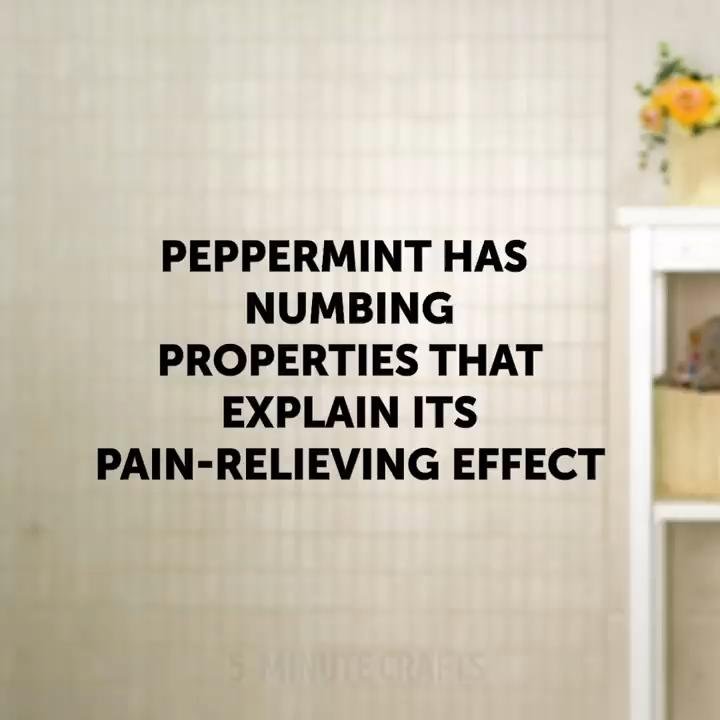 PEPPERMINT HAS
NUMBING
PROPERTIES THAT
EXPLAIN ITS
PAIN-RELIEVING EFFECT
5-MINUTE CRAFTS